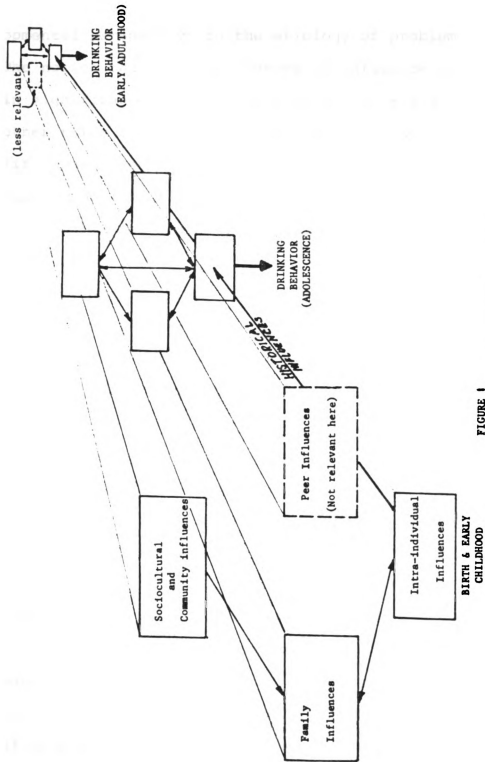 (less relevant)
DRINKING
BEHAVIOR
(EARLY ADULTHOOD)
DRINKING
BEHAVIOR
(ADOLESCENCE)
HISTORICAL
INFLUENCES
Sociocultural
and
Community influences
Peer Influences
(Not relevant here)
Family
Influences
Intra-individual
Influences
BIRTH & EARLY
CHILDHOOD
FIGURE 1